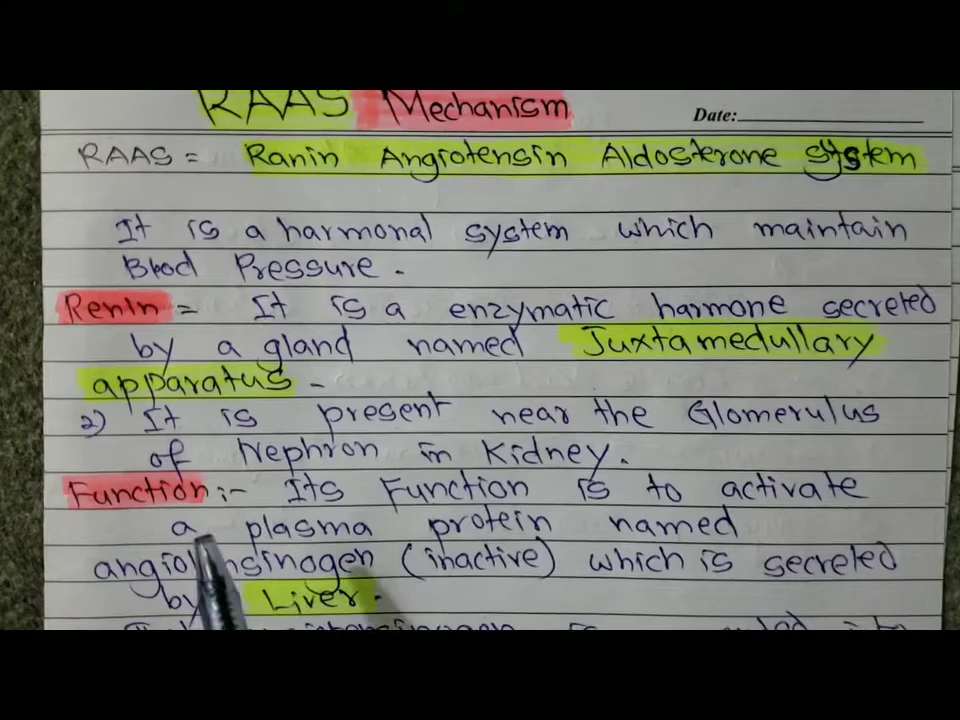 RAAS Mechanism
Date:
RAAS = Ranin Angiotensin Aldosterone system
It is a harmonal system which maintain
Blood Pressure.
Renin = It is a enzymatic harmone secreted
by a gland named Juxtamedullary
apparatus -
2) It is present near the Glomerulus
of Nephron in Kidney.
Function :- Its Function is to activate
a plasma protein named
(inactive) which is secreted
by Liver.